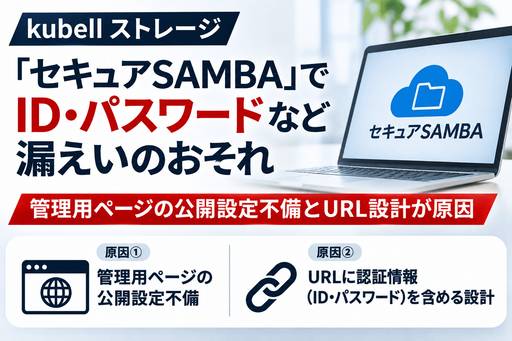 kubell ストレージ
「セキュアSAMBA」で
ID・パスワードなど
漏えいのおそれ
セキュアSAMBA
管理用ページの公開設定不備とURL設計が原因
原因①
管理用ページの
公開設定不備
原因②
URLに認証情報
（ID・パスワード）を含める設計